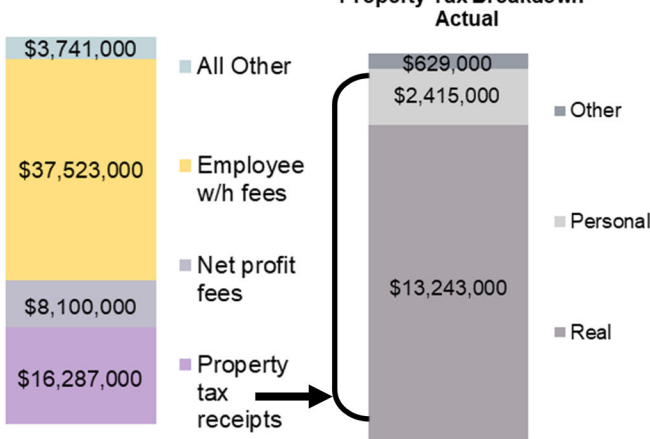 Property Tax Breakdown
Actual
$3,741,000
$37,523,000
$8,100,000
$16,287,000
All Other
Employee
w/h fees
Net profit
fees
Property
tax
receipts
$629,000
$2,415,000
$13,243,000
Other
Personal
Real